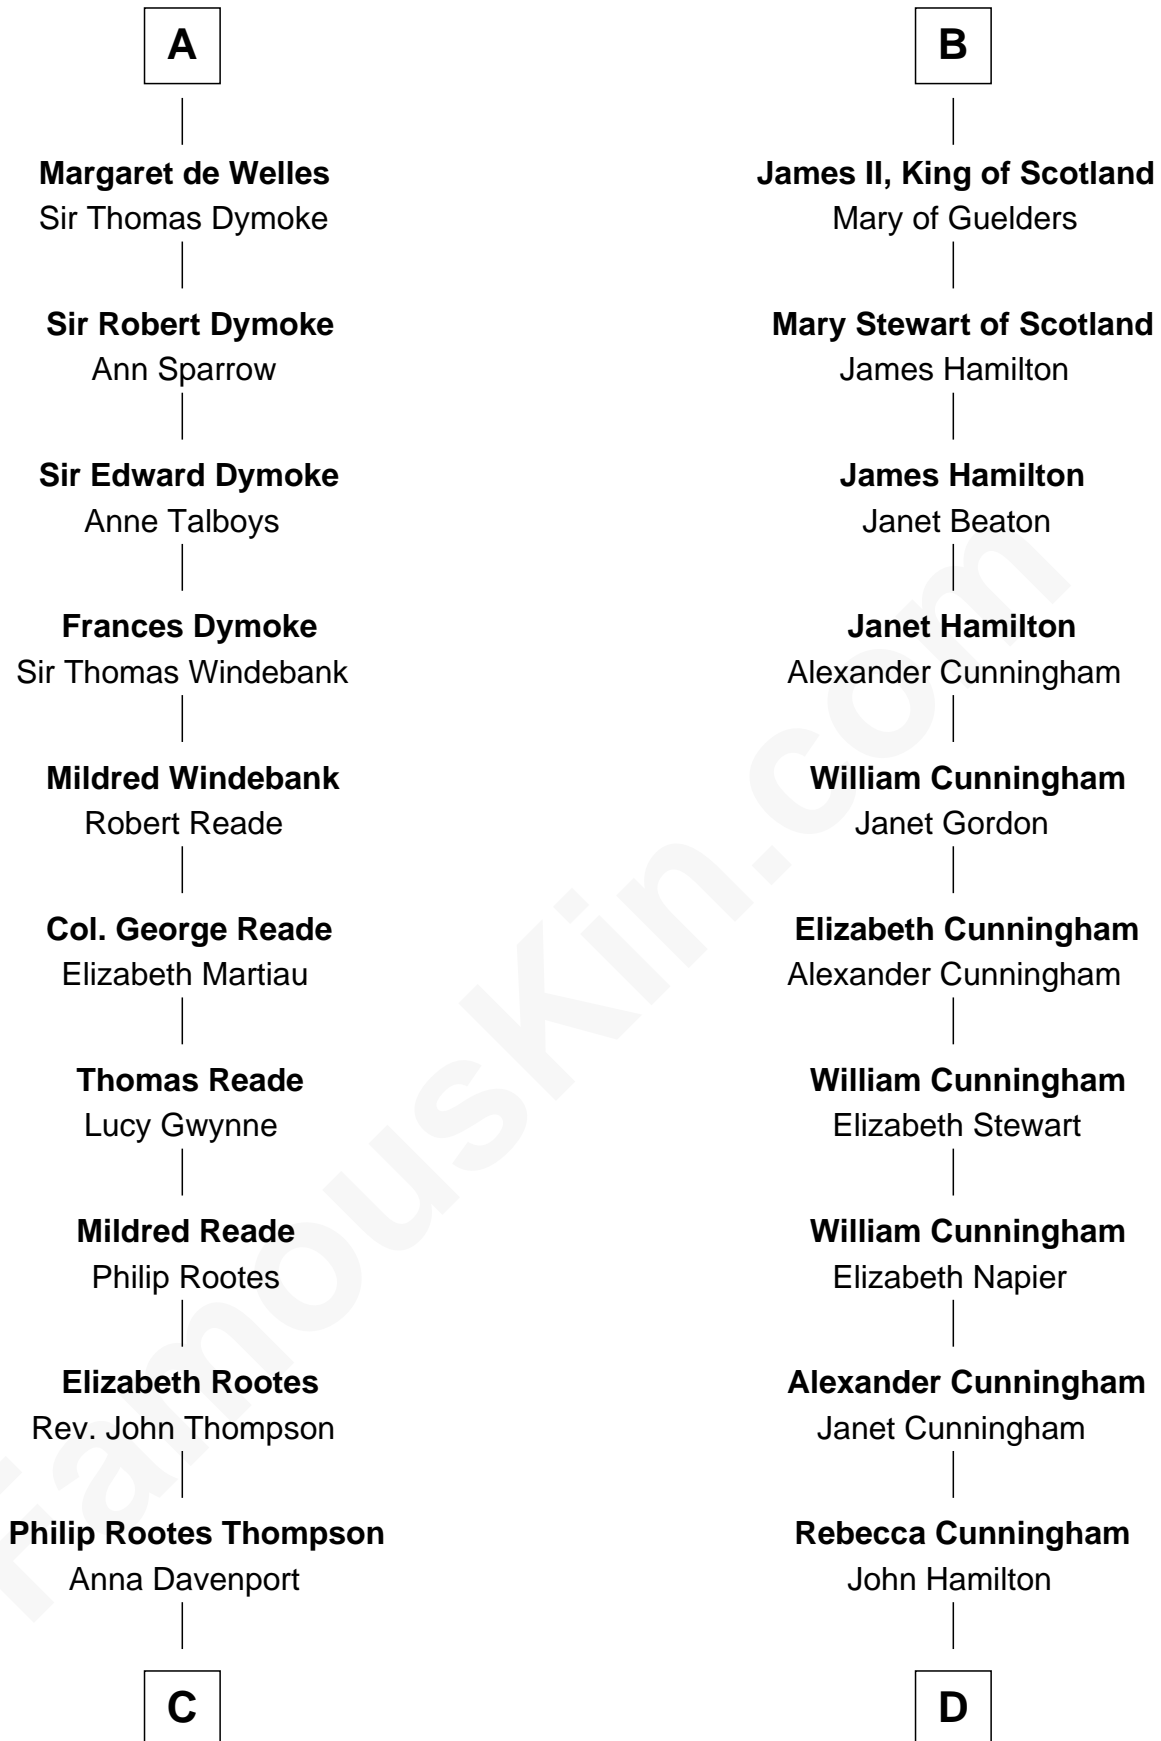 A
Margaret de Welles
Sir Thomas Dymoke
Sir Robert Dymoke
Ann Sparrow
Sir Edward Dymoke
Anne Talboys
Frances Dymoke
Sir Thomas Windebank
Mildred Windebank
Robert Reade
Col. George Reade
Elizabeth Martiau
Thomas Reade
Lucy Gwynne
Mildred Reade
Philip Rootes
Elizabeth Rootes
Rev. John Thompson
Philip Rootes Thompson
Anna Davenport
C
B
James II, King of Scotland
Mary of Guelders
Mary Stewart of Scotland
James Hamilton
James Hamilton
Janet Beaton
Janet Hamilton
Alexander Cunningham
William Cunningham
Janet Gordon
Elizabeth Cunningham
Alexander Cunningham
William Cunningham
Elizabeth Stewart
William Cunningham
Elizabeth Napier
Alexander Cunningham
Janet Cunningham
Rebecca Cunningham
John Hamilton
D
FamousKin.com